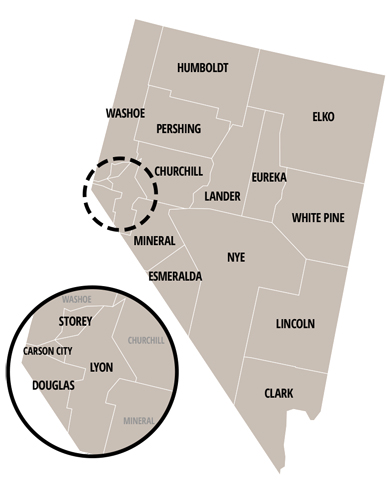 HUMBOLDT
ELKO
WASHOE
PERSHING
CHURCHILL
EUREKA
LANDER
WHITE PINE
MINERAL
NYE
ESMERALDA
LINCOLN
CLARK
WASHOE
STOREY
CHURCHILL
CARSON CITY
LYON
DOUGLAS
MINERAL